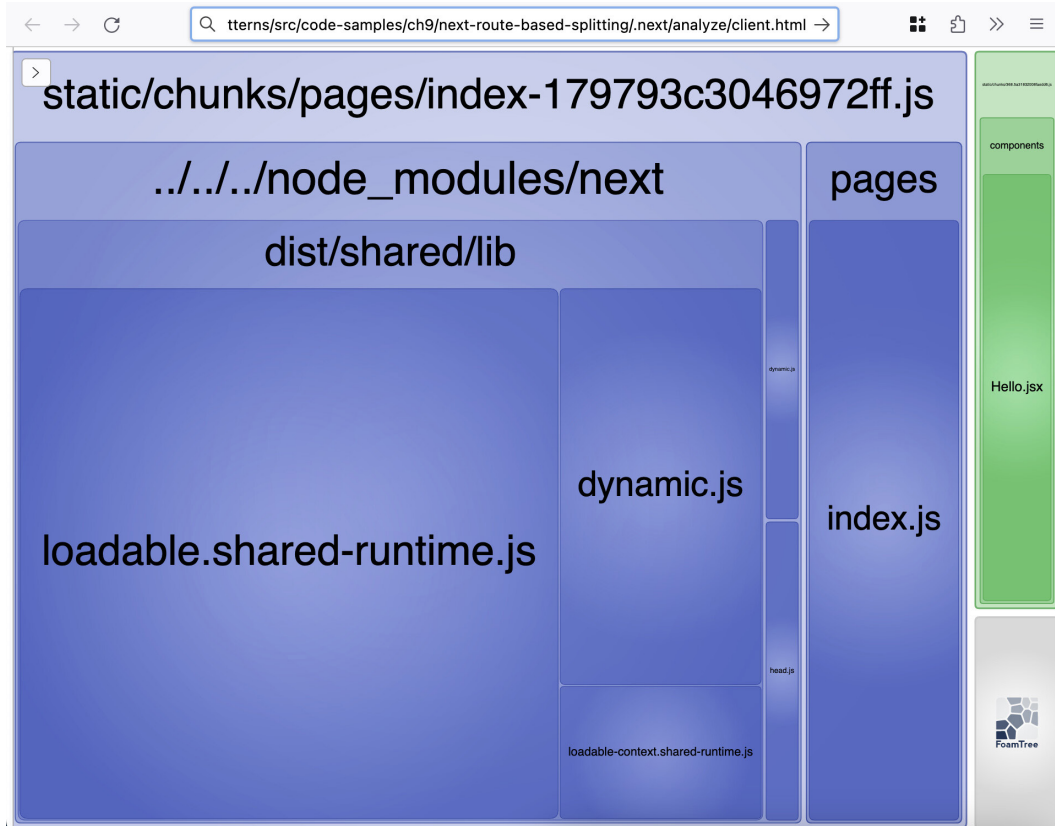 tterns/src/code-samples/ch9/next-route-based-splitting/.next/analyze/client.html
static/chunks/pages/index-179793c3046972ff.js
../../../node_modules/next
pages
dist/shared/lib
loadable.shared-runtime.js
dynamic.js
loadable-context.shared-runtime.js
dynamic.js
head.js
index.js
components
Hello.jsx
FoamTree